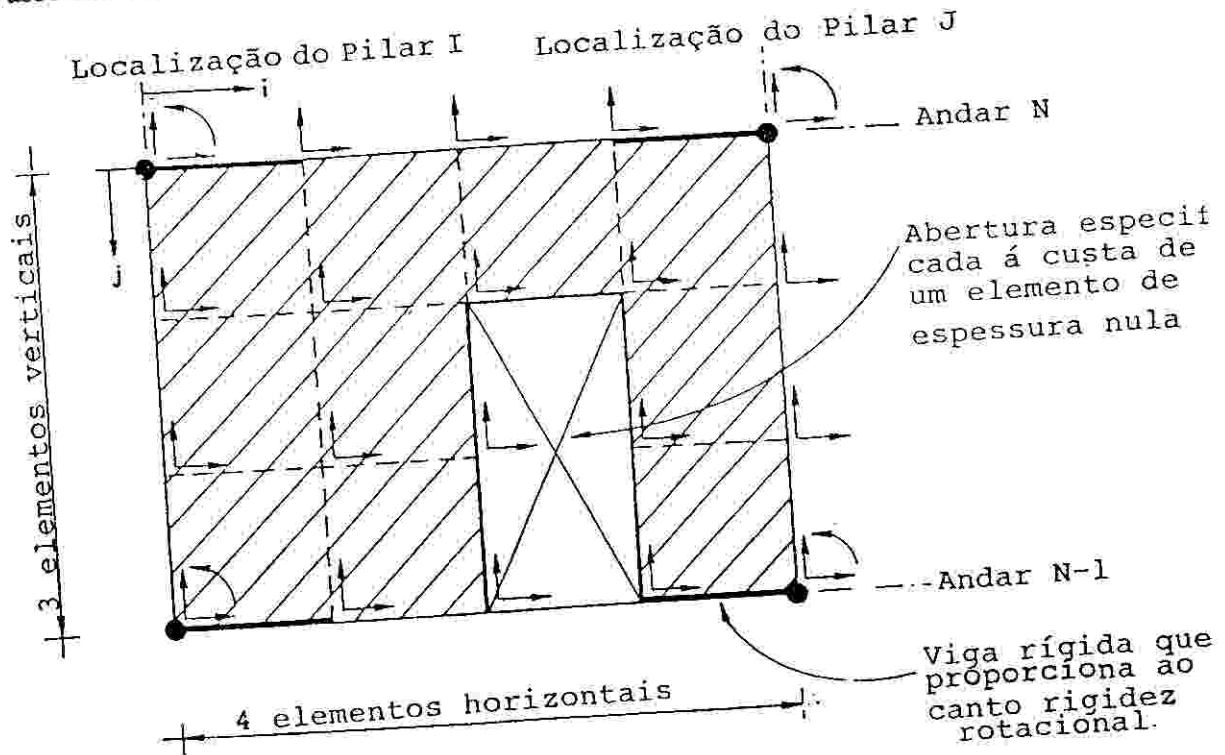 Localização do Pilar I
Localização do Pilar J
i
Andar N
j
3 elementos verticais
Abertura especif
cada á custa de
um elemento de
espessura nula
Andar N-1
Viga rígida que
proporciona ao
canto rigidez
rotacional.
4 elementos horizontais